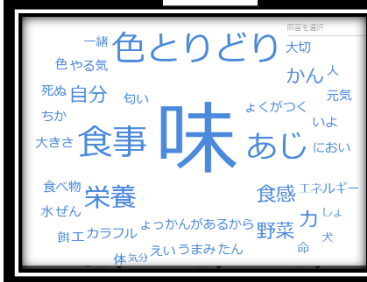 回答を選択
一緒 色とりどり 大切
色 やる気 かん 人
死ぬ 自分 匂い よくがつく 元気
ちか 味 いよ
大きさ 食事 あじ におい
食べ物 栄養 食感 エネルギー
水 ぜん よっかんがあるから 野菜 力 しょ
飼工 カラフル 犬
体 気分 えい うまみ たん 命